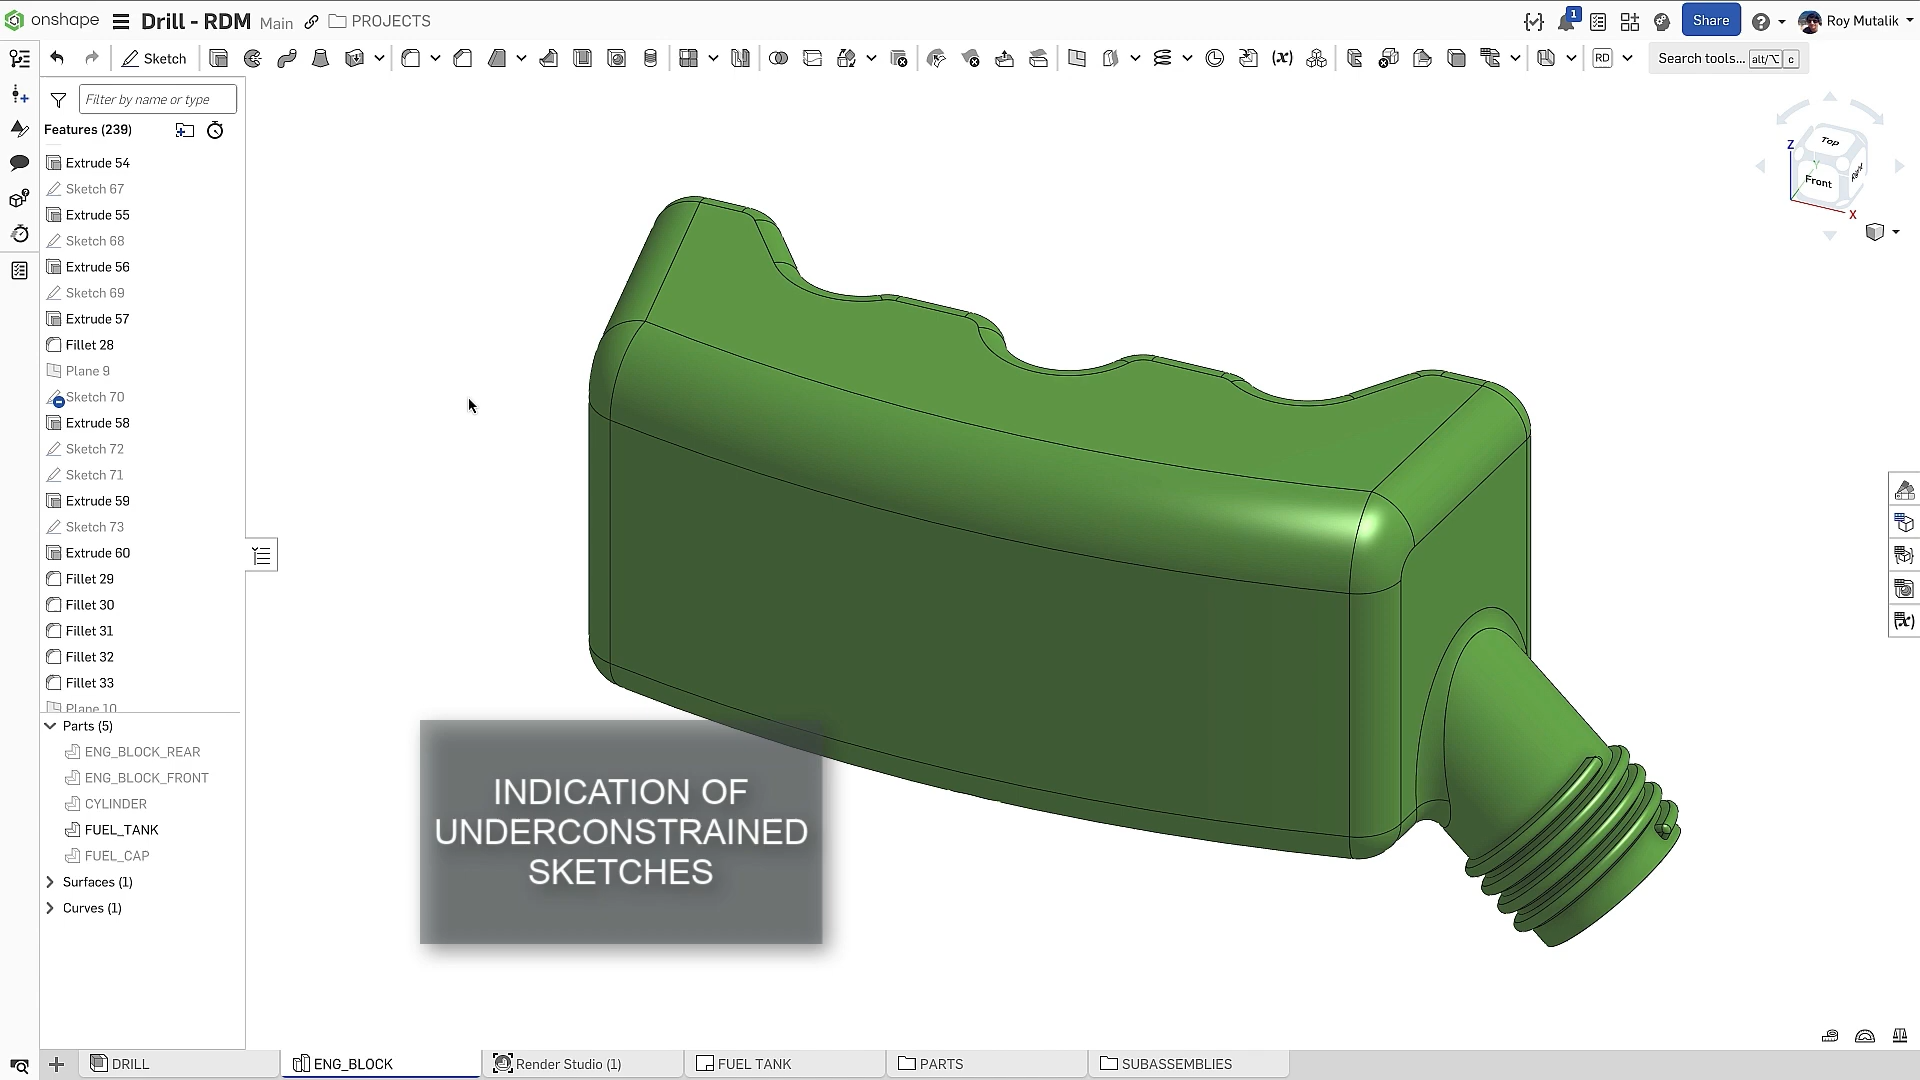 onshape
Drill - RDM
Main
PROJECTS
1
Share
Roy Mutalik
Sketch
(x)
RD
Search tools...
alt/⌥
c
Filter by name or type
Features (239)
Extrude 54
Sketch 67
Extrude 55
Sketch 68
Extrude 56
Sketch 69
Extrude 57
Fillet 28
Plane 9
Sketch 70
Extrude 58
Sketch 72
Sketch 71
Extrude 59
Sketch 73
Extrude 60
Fillet 29
Fillet 30
Fillet 31
Fillet 32
Fillet 33
Plane 10
Parts (5)
ENG_BLOCK_REAR
ENG_BLOCK_FRONT
CYLINDER
FUEL_TANK
FUEL_CAP
Surfaces (1)
Curves (1)
Z
Top
Y
Front
Right
X
(x)
INDICATION OF
UNDERCONSTRAINED
SKETCHES
DRILL
ENG_BLOCK
Render Studio (1)
FUEL TANK
PARTS
SUBASSEMBLIES